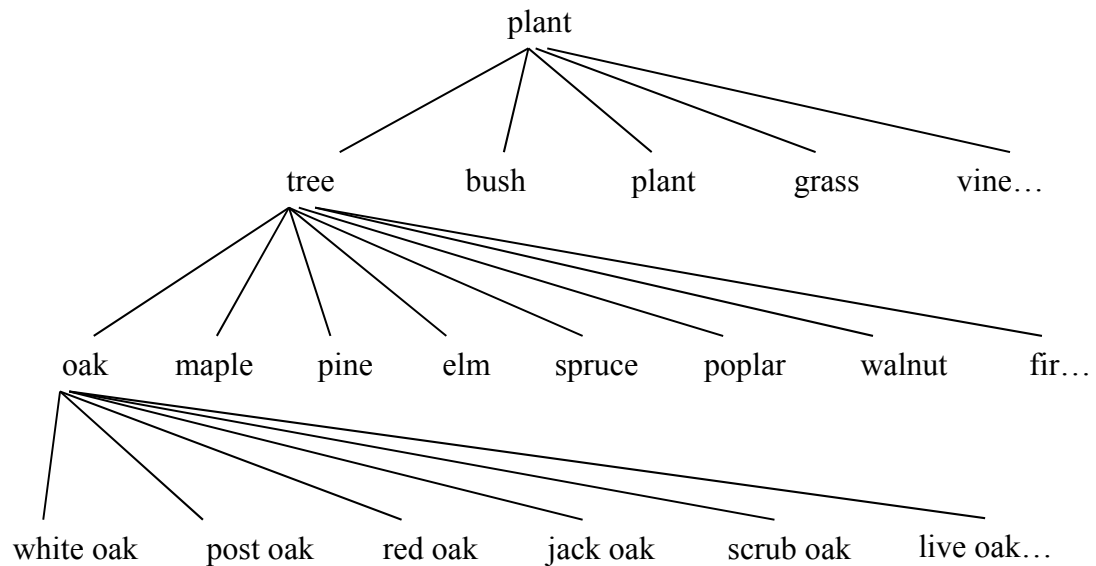 plant
tree bush plant grass vine…
oak maple pine elm spruce poplar walnut fir…
white oak post oak red oak jack oak scrub oak live oak…